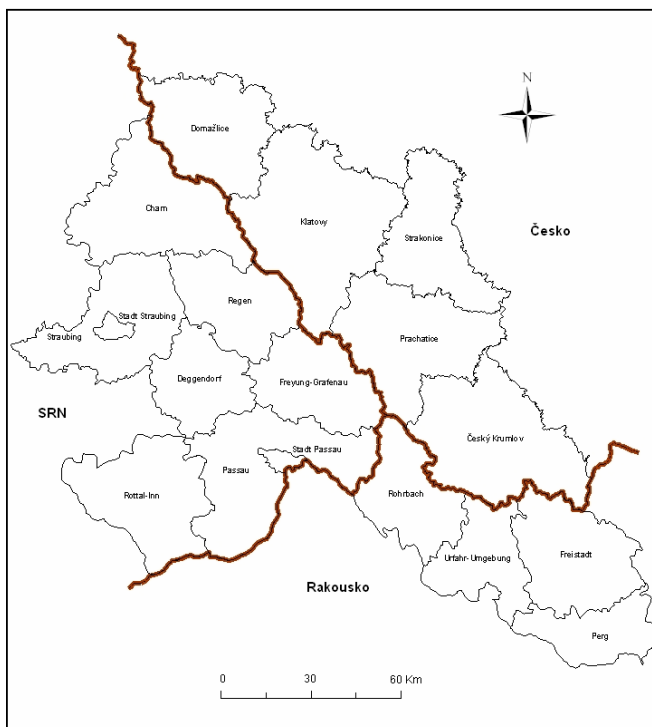 N
Domažlice
Cham
Klatovy
Strakonice
Česko
Regen
Stadt Straubing
Straubing
Prachatice
Deggendorf
Freyung-Grafenau
SRN
Český Krumlov
Stadt Passau
Passau
Rottal-Inn
Rohrbach
Urfahr-Umgebung
Freistadt
Rakousko
Perg
0 30 60 Km